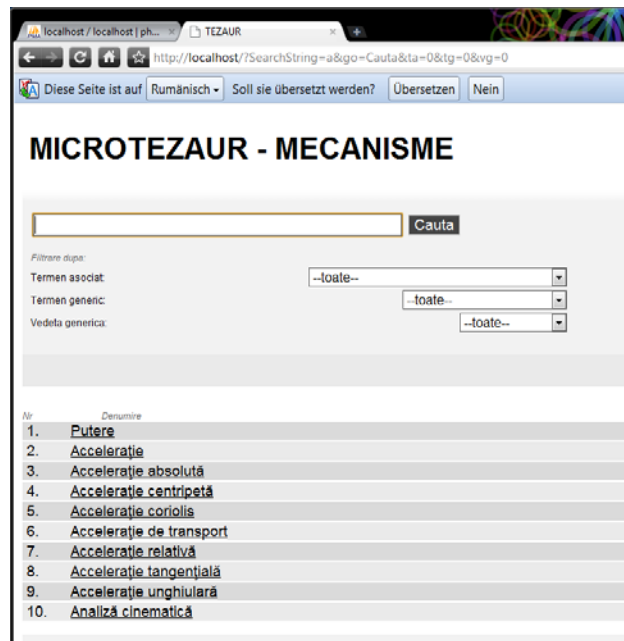 localhost / localhost | ph...
TEZAUR
http://localhost/?SearchString=a&go=Cauta&ta=0&tg=0&vg=0
Diese Seite ist auf Rumänisch Soll sie übersetzt werden? Übersetzen Nein
MICROTEZAUR - MECANISME
Cauta
Filtrare dupa:
Termen asociat: --toate--
Termen generic: --toate--
Vedeta generica: --toate--
Nr Denumire
1. Putere
2. Acceleraţie
3. Acceleraţie absolută
4. Acceleraţie centripetă
5. Acceleraţie coriolis
6. Acceleraţie de transport
7. Acceleraţie relativă
8. Acceleraţie tangenţială
9. Acceleraţie unghiulară
10. Analiză cinematică